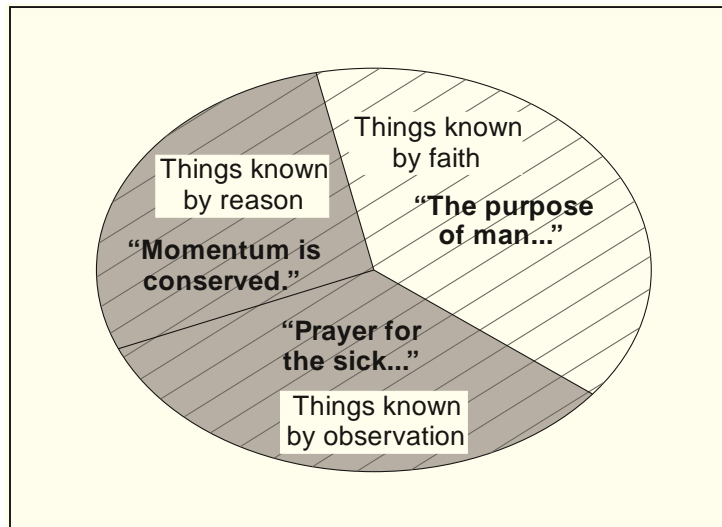 Things known
by faith
“The purpose
of man...”
Things known
by reason
“Momentum is
conserved.”
“Prayer for
the sick...”
Things known
by observation